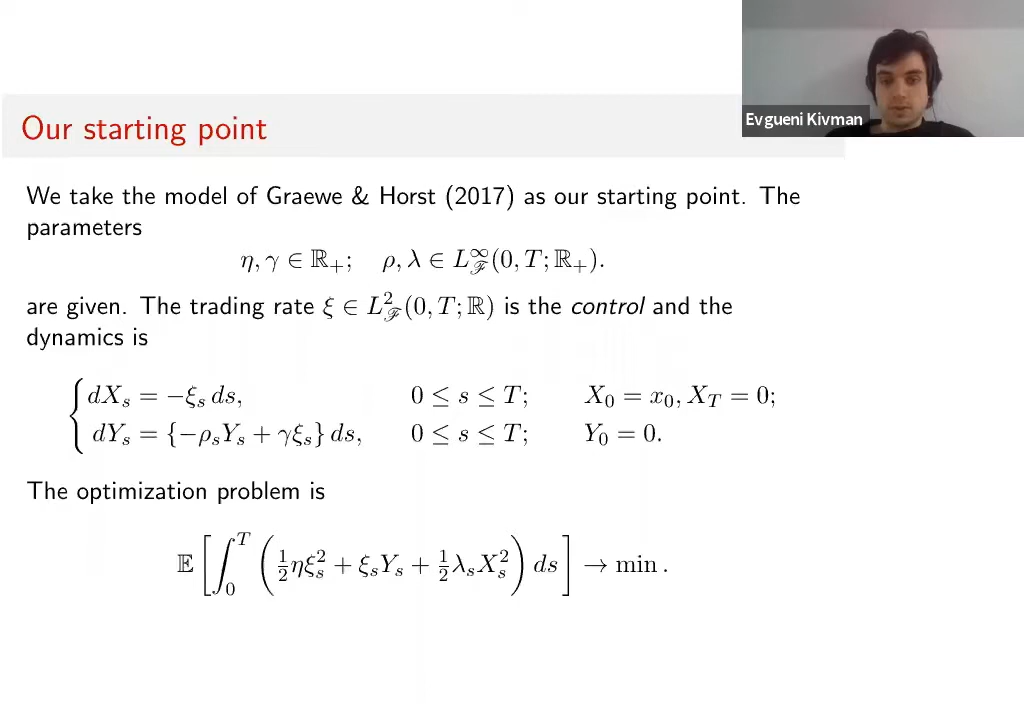 Evgueni Kivman
Our starting point
We take the model of Graewe & Horst (2017) as our starting point. The
parameters
η, γ ∈ ℝ₊; ρ, λ ∈ L^∞_ℱ(0, T; ℝ₊).
are given. The trading rate ξ ∈ L²_ℱ(0, T; ℝ) is the control and the
dynamics is
{ dX_s = −ξ_s ds, 0 ≤ s ≤ T; X_0 = x_0, X_T = 0;
dY_s = {−ρ_s Y_s + γξ_s} ds, 0 ≤ s ≤ T; Y_0 = 0.
The optimization problem is
𝔼 [ ∫_0^T ( ½ηξ_s² + ξ_s Y_s + ½λ_s X_s² ) ds ] → min .